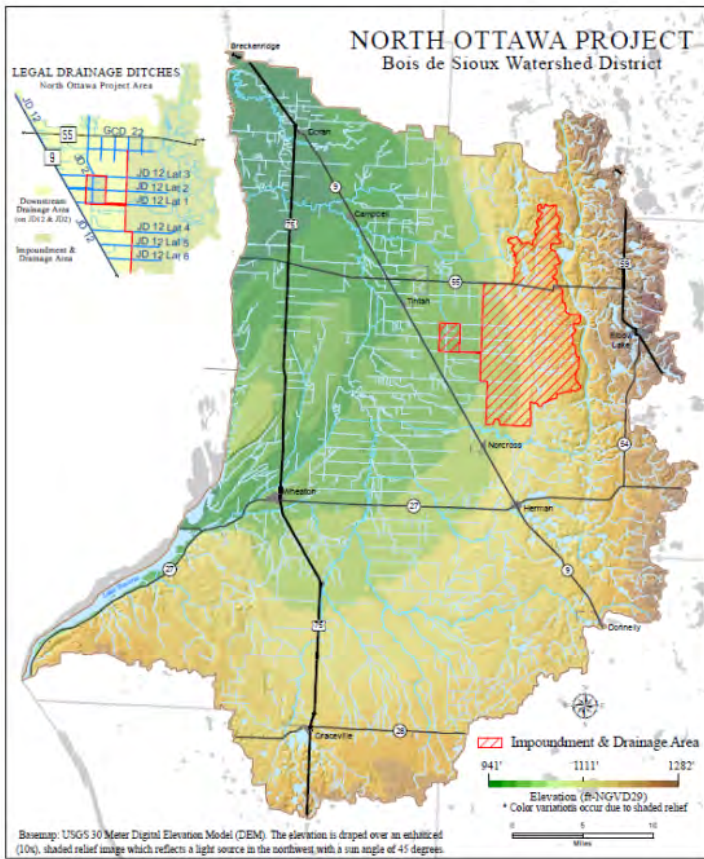 NORTH OTTAWA PROJECT
Bois de Sioux Watershed District
LEGAL DRAINAGE DITCHES
North Ottawa Project Area
JD 12
55
GCD 22
9
JD 2
JD 12 Lat 3
JD 12 Lat 2
JD 12 Lat 1
JD 12
JD 12 Lat 4
JD 12 Lat 5
JD 12 Lat 6
Downstream
Drainage Area
(on JD12 & JD2)
Impoundment &
Drainage Area
Breckenridge
Doran
9
Campbell
75
55
Tintah
59
Elbow
Lake
Norcross
54
Wheaton
27
Herman
27
9
Donnelly
75
28
Graceville
Impoundment & Drainage Area
941'
1111'
1282'
Elevation (ft-NGVD29)
* Color variations occur due to shaded relief
0
5
10
Miles
Basemap: USGS 30 Meter Digital Elevation Model (DEM). The elevation is draped over an enhanced
(10x), shaded relief image which reflects a light source in the northwest with a sun angle of 45 degrees.